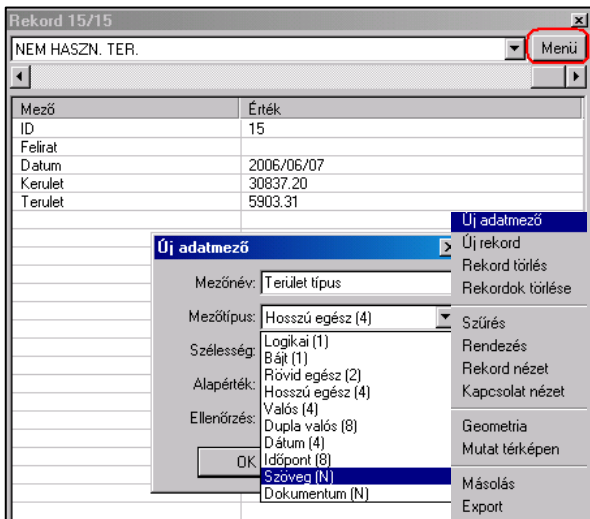 Rekord 15/15
NEM HASZN. TER.
Menü
Mező Érték
ID 15
Felirat
Datum 2006/06/07
Kerulet 30837.20
Terulet 5903.31
Új adatmező
Mezőnév: Terület típus
Mezőtípus: Hosszú egész (4)
Szélesség:
Alapérték:
Ellenőrzés:
OK
Logikai (1)
Bájt (1)
Rövid egész (2)
Hosszú egész (4)
Valós (4)
Dupla valós (8)
Dátum (4)
Időpont (8)
Szöveg (N)
Dokumentum (N)
Új adatmező
Új rekord
Rekord törlés
Rekordok törlése
Szűrés
Rendezés
Rekord nézet
Kapcsolat nézet
Geometria
Mutat térképen
Másolás
Export